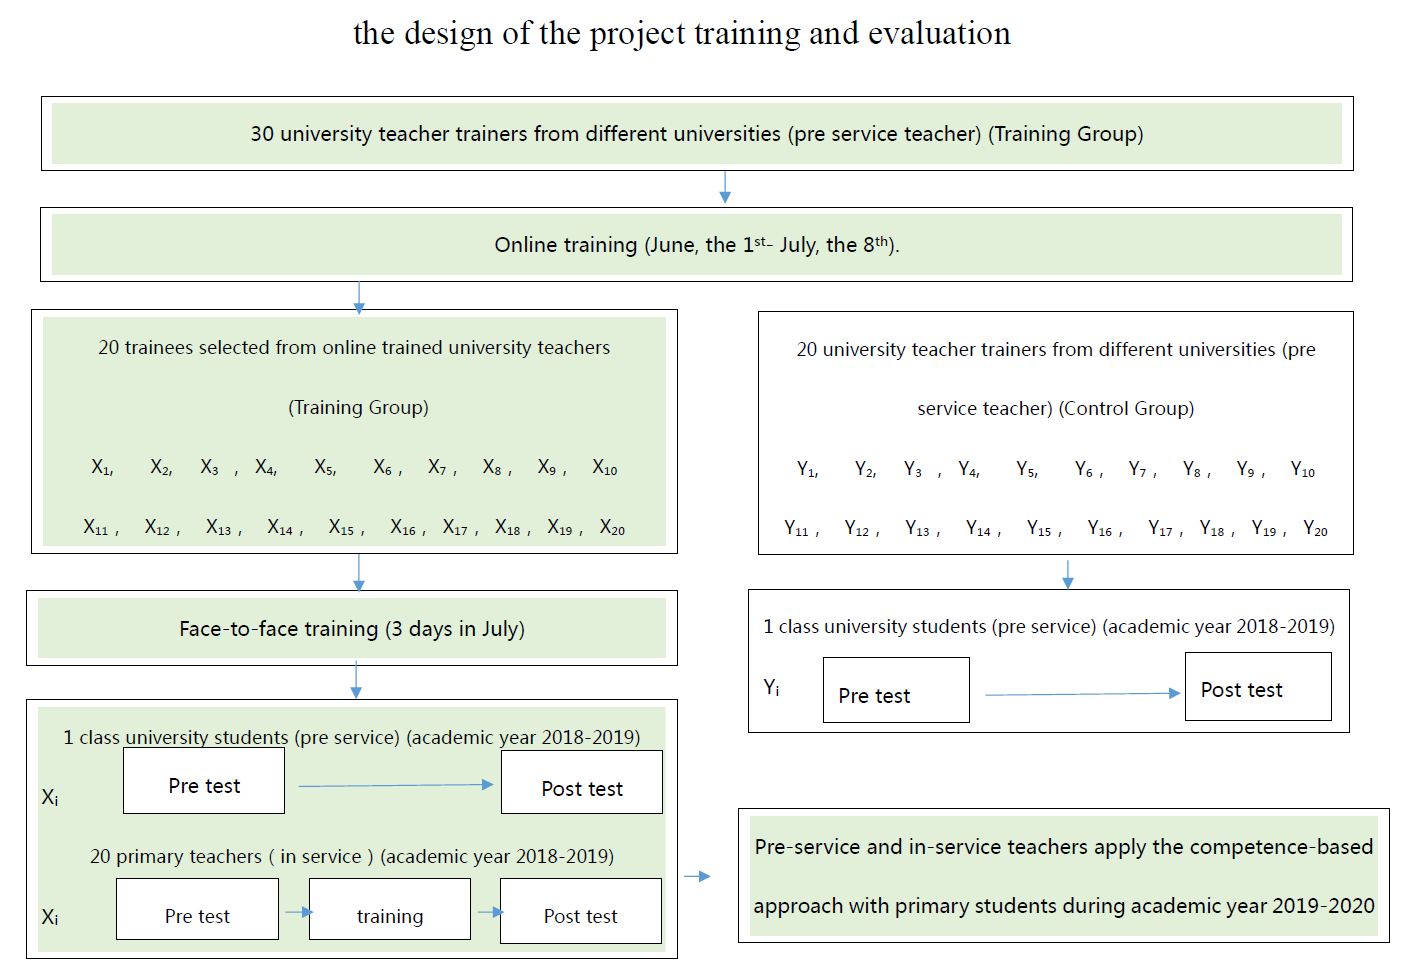 the design of the project training and evaluation
30 university teacher trainers from different universities (pre service teacher) (Training Group)
Online training (June, the 1ˢᵗ- July, the 8ᵗʰ).
20 trainees selected from online trained university teachers
(Training Group)
X₁, X₂, X₃ , X₄, X₅, X₆ , X₇ , X₈ , X₉ , X₁₀
X₁₁ , X₁₂ , X₁₃ , X₁₄ , X₁₅ , X₁₆ , X₁₇ , X₁₈ , X₁₉ , X₂₀
20 university teacher trainers from different universities (pre
service teacher) (Control Group)
Y₁, Y₂, Y₃ , Y₄, Y₅, Y₆ , Y₇ , Y₈ , Y₉ , Y₁₀
Y₁₁ , Y₁₂ , Y₁₃ , Y₁₄ , Y₁₅ , Y₁₆ , Y₁₇ , Y₁₈ , Y₁₉ , Y₂₀
Face-to-face training (3 days in July)
1 class university students (pre service) (academic year 2018-2019)
Yᵢ
Pre test
Post test
1 class university students (pre service) (academic year 2018-2019)
Xᵢ
Pre test
Post test
20 primary teachers ( in service ) (academic year 2018-2019)
Xᵢ
Pre test
training
Post test
Pre-service and in-service teachers apply the competence-based
approach with primary students during academic year 2019-2020